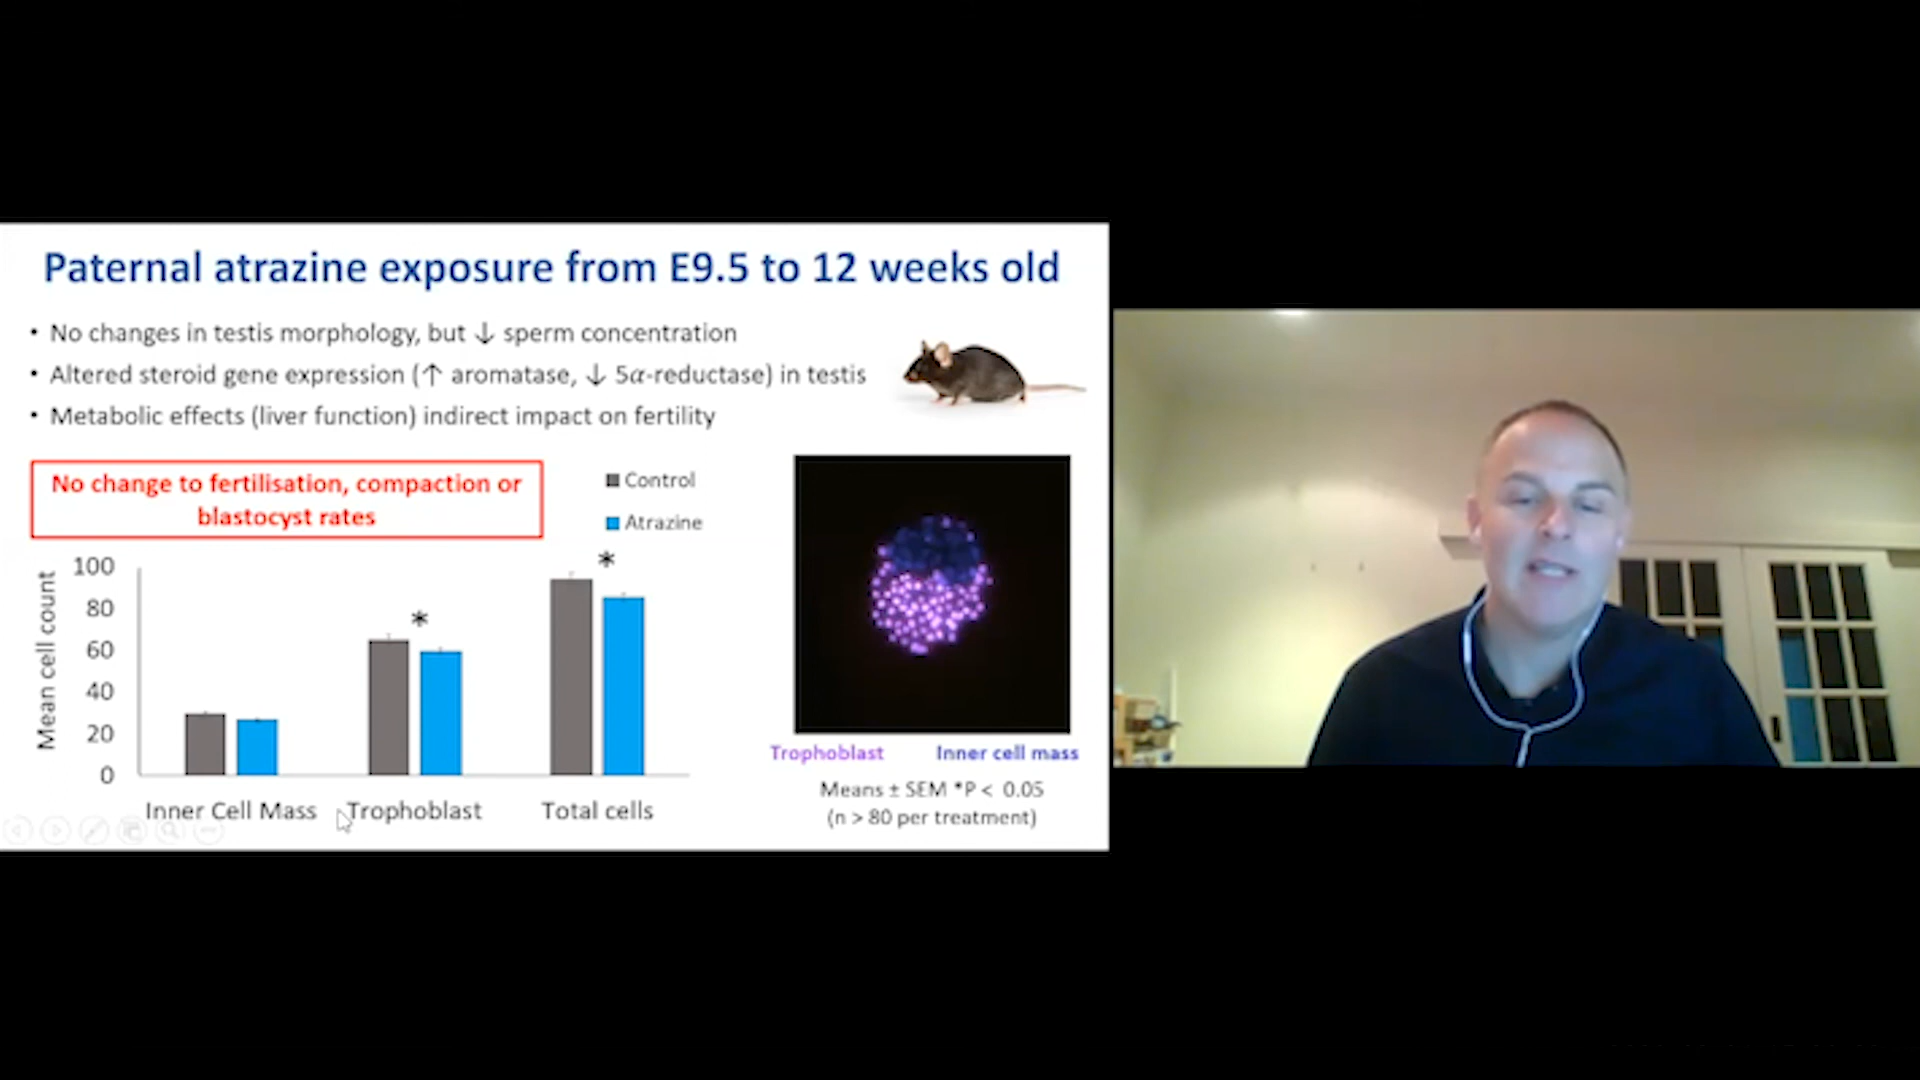 Paternal atrazine exposure from E9.5 to 12 weeks old
• No changes in testis morphology, but ↓ sperm concentration
• Altered steroid gene expression (↑ aromatase, ↓ 5α-reductase) in testis
• Metabolic effects (liver function) indirect impact on fertility
No change to fertilisation, compaction or
blastocyst rates
Control
Atrazine
Mean cell count
100
80
60
40
20
0
*
*
Inner Cell Mass
Trophoblast
Total cells
Trophoblast
Inner cell mass
Means ± SEM *P < 0.05
(n > 80 per treatment)